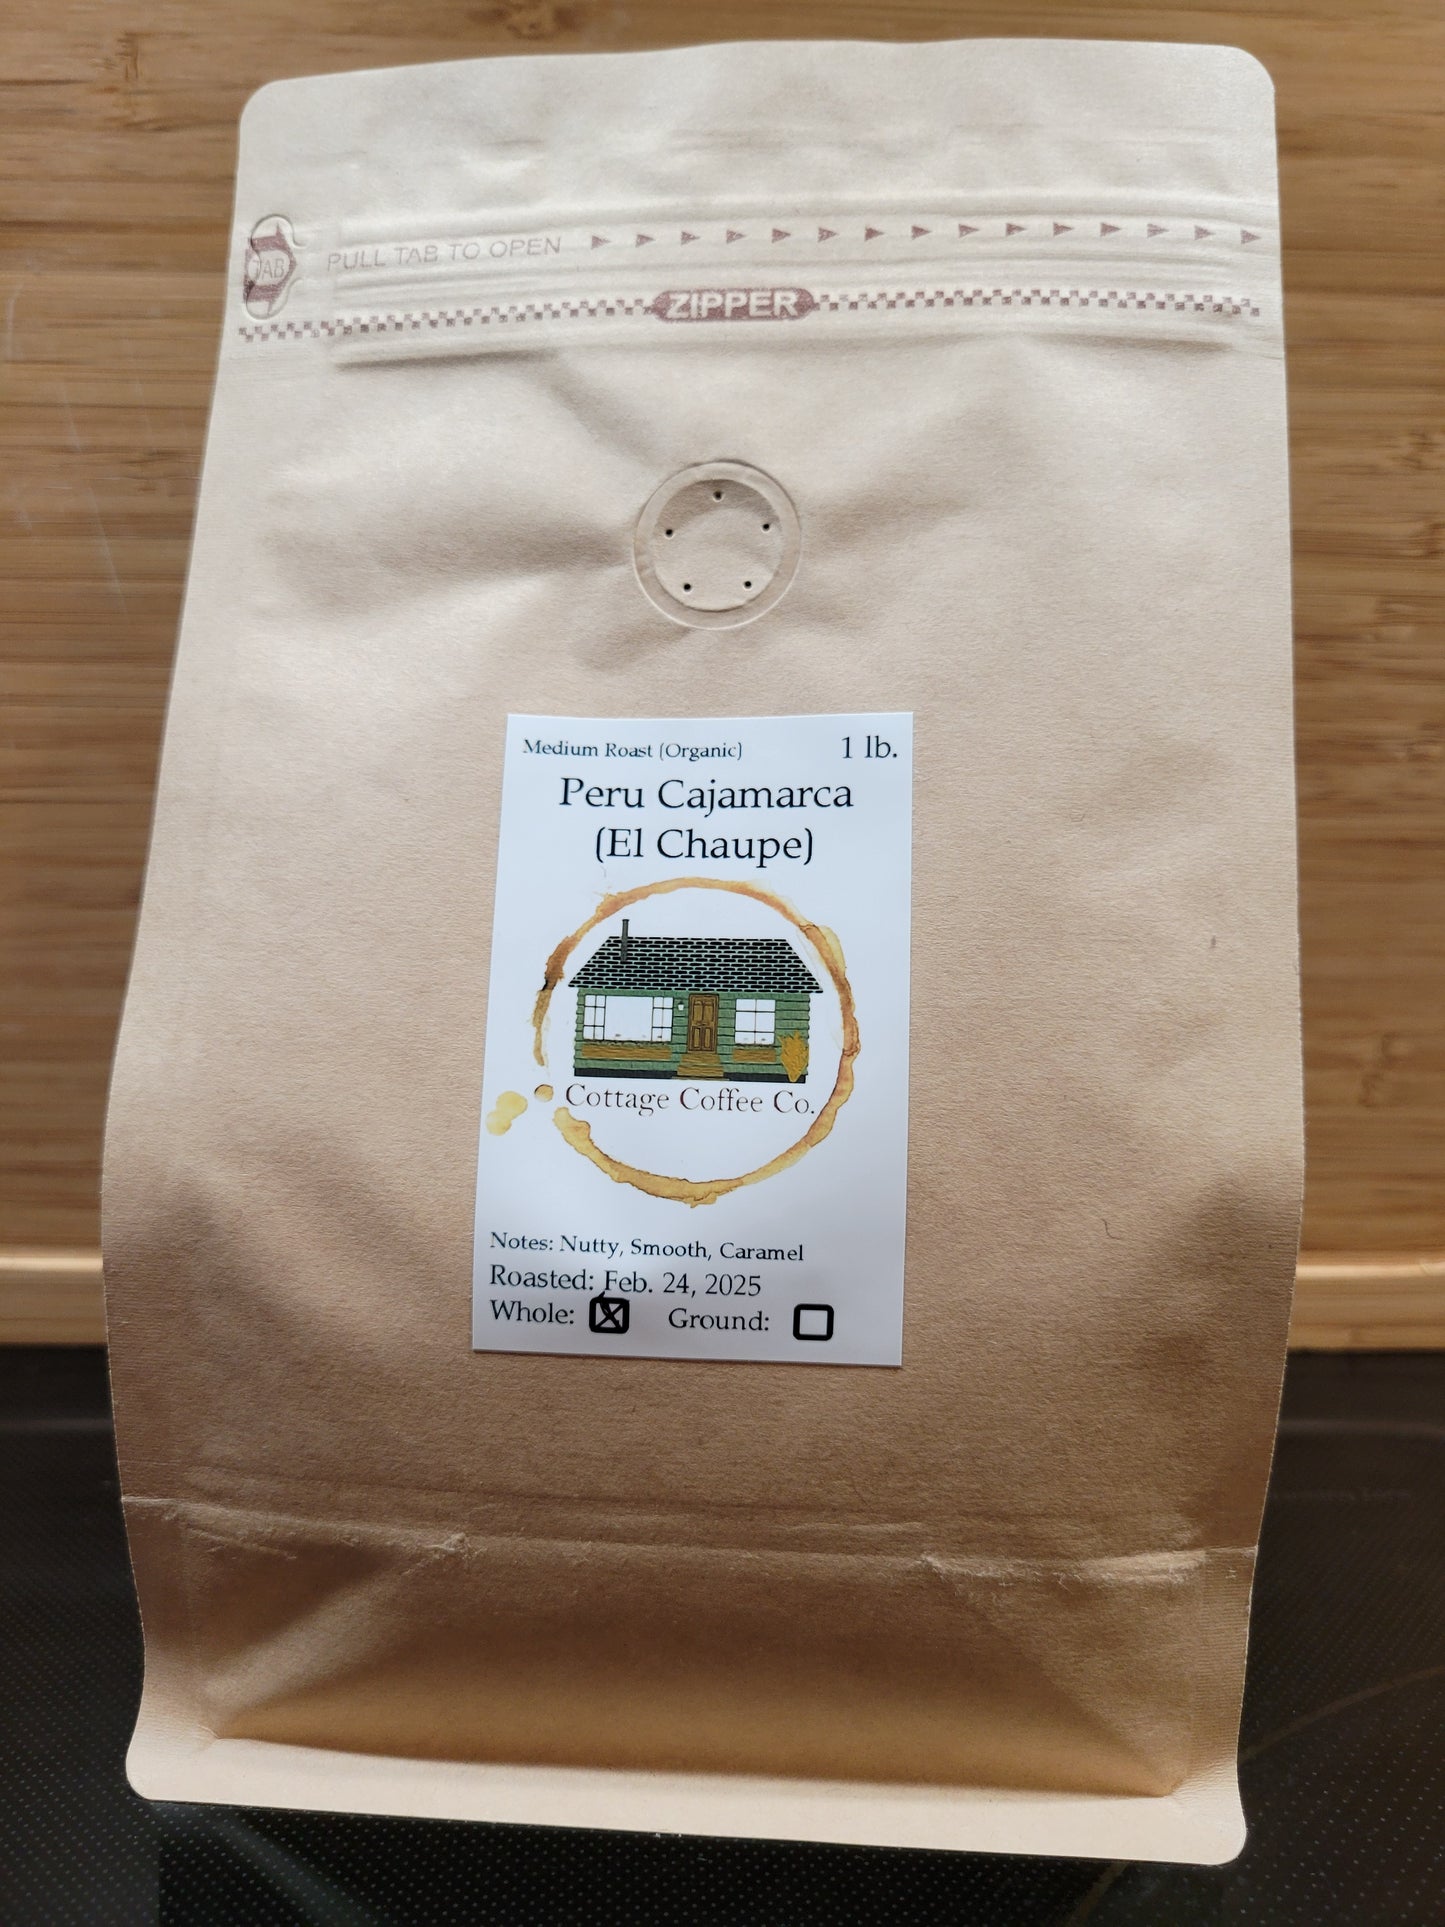 TAB
PULL TAB TO OPEN
ZIPPER
Medium Roast (Organic) 1 lb.
Peru Cajamarca
(El Chaupe)
Cottage Coffee Co.
Notes: Nutty, Smooth, Caramel
Roasted: Feb. 24, 2025
Whole: Ground: